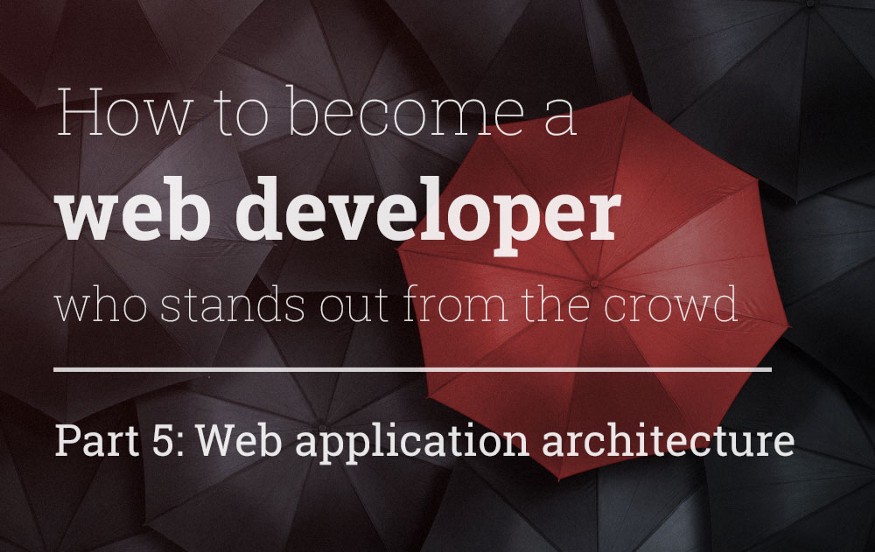 How to become a
web developer
who stands out from the crowd
Part 5: Web application architecture